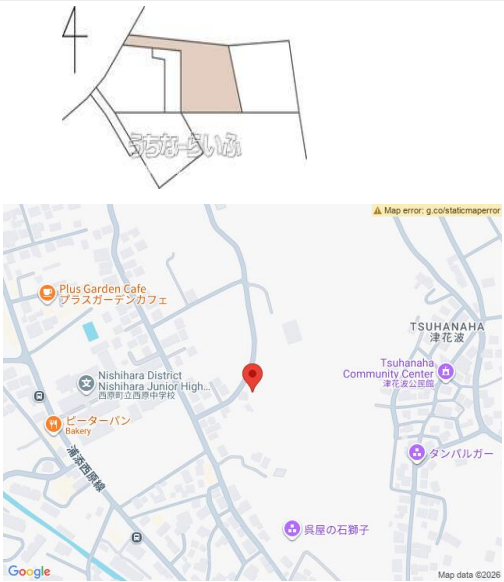 うちなーらいふ
Map error: g.co/staticmaperror
Plus Garden Cafe
プラスガーデンカフェ
TSUHANAHA
津花波
Tsuhanaha
Community Center
津花波公民館
Nishihara District
Nishihara Junior High...
西原町立西原中学校
ピーターパン
Bakery
タンバルガー
浦添西原線
呉屋の石獅子
Google
Map data ©2026